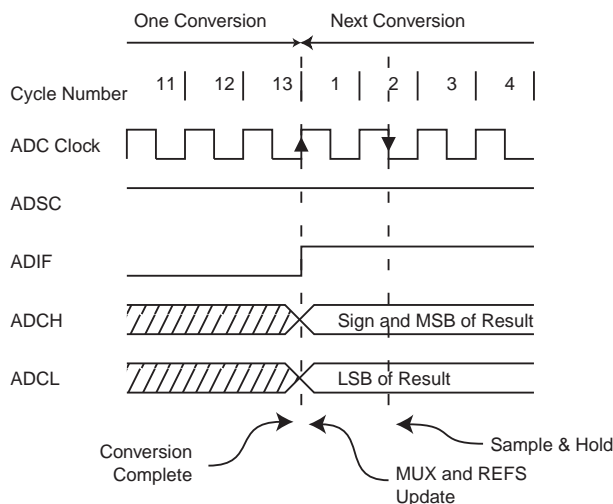 One Conversion Next Conversion
Cycle Number 11 12 13 1 2 3 4
ADC Clock
ADSC
ADIF
ADCH Sign and MSB of Result
ADCL LSB of Result
Conversion
Complete
MUX and REFS
Update
Sample & Hold